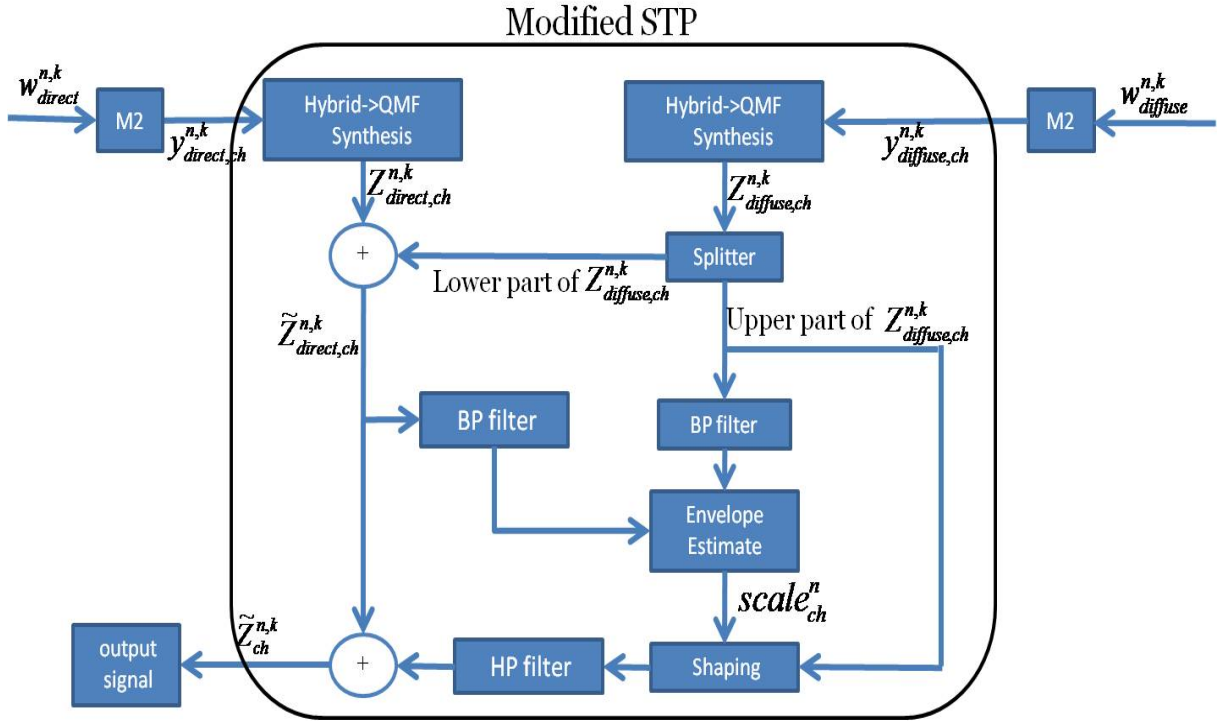 Modified STP
w^{n,k}_{direct}
M2
y^{n,k}_{direct,ch}
Hybrid->QMF
Synthesis
Hybrid->QMF
Synthesis
y^{n,k}_{diffuse,ch}
M2
w^{n,k}_{diffuse}
Z^{n,k}_{direct,ch}
Z^{n,k}_{diffuse,ch}
+
Splitter
Lower part of Z^{n,k}_{diffuse,ch}
Upper part of Z^{n,k}_{diffuse,ch}
Z̃^{n,k}_{direct,ch}
BP filter
BP filter
Envelope
Estimate
scale^{n}_{ch}
output
signal
Z̃^{n,k}_{ch}
+
HP filter
Shaping